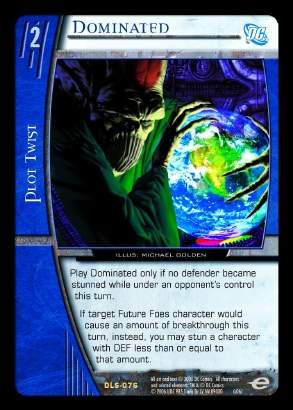 DOMINATED
2
DC
PLOT TWIST
ILLUS: MICHAEL GOLDEN
Play Dominated only if no defender became
stunned while under an opponent's control
this turn.
If target Future Foes character would
cause an amount of breakthrough this
turn, instead, you may stun a character
with DEF less than or equal to
that amount.
DLS-076